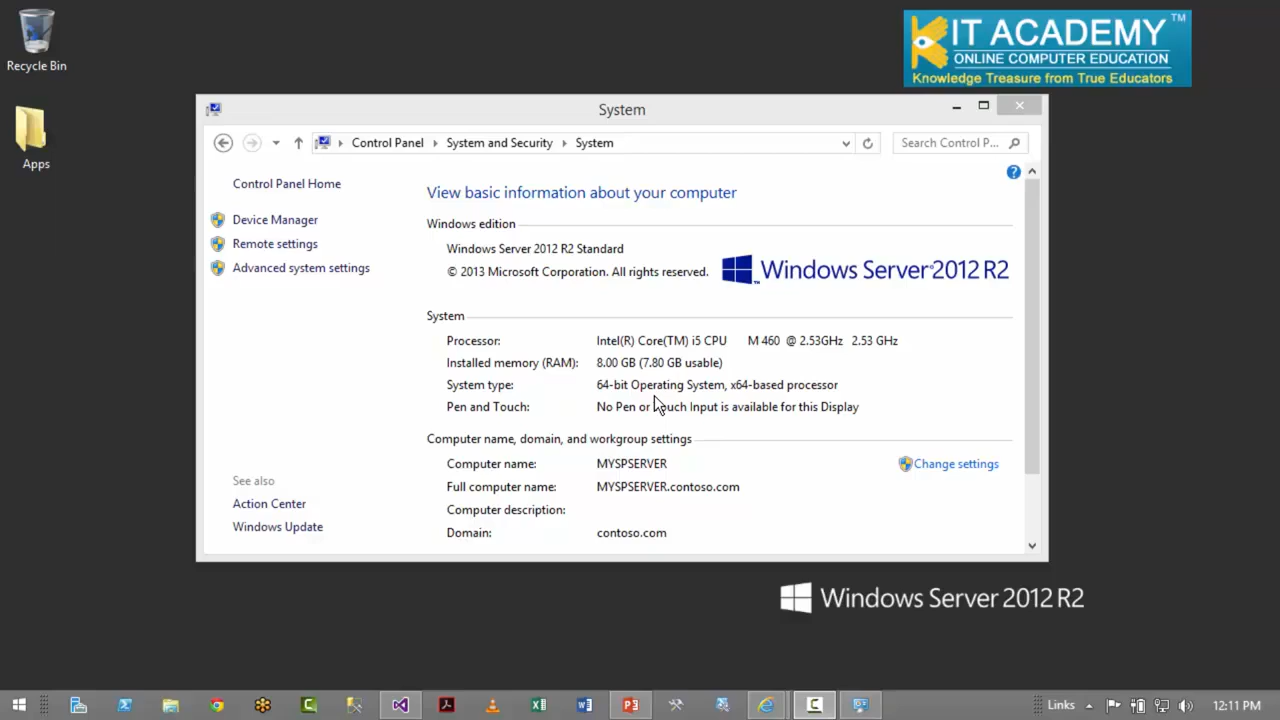 Recycle Bin
Apps
IT ACADEMY™
ONLINE COMPUTER EDUCATION
Knowledge Treasure from True Educators
System
Control Panel
System and Security
System
Search Control P...
Control Panel Home
Device Manager
Remote settings
Advanced system settings
See also
Action Center
Windows Update
View basic information about your computer
Windows edition
Windows Server 2012 R2 Standard
© 2013 Microsoft Corporation. All rights reserved.
Windows Server 2012 R2
System
Processor: Intel(R) Core(TM) i5 CPU M 460 @ 2.53GHz 2.53 GHz
Installed memory (RAM): 8.00 GB (7.80 GB usable)
System type: 64-bit Operating System, x64-based processor
Pen and Touch: No Pen or Touch Input is available for this Display
Computer name, domain, and workgroup settings
Computer name: MYSPSERVER
Change settings
Full computer name: MYSPSERVER.contoso.com
Computer description:
Domain: contoso.com
Windows Server 2012 R2
Links
12:11 PM